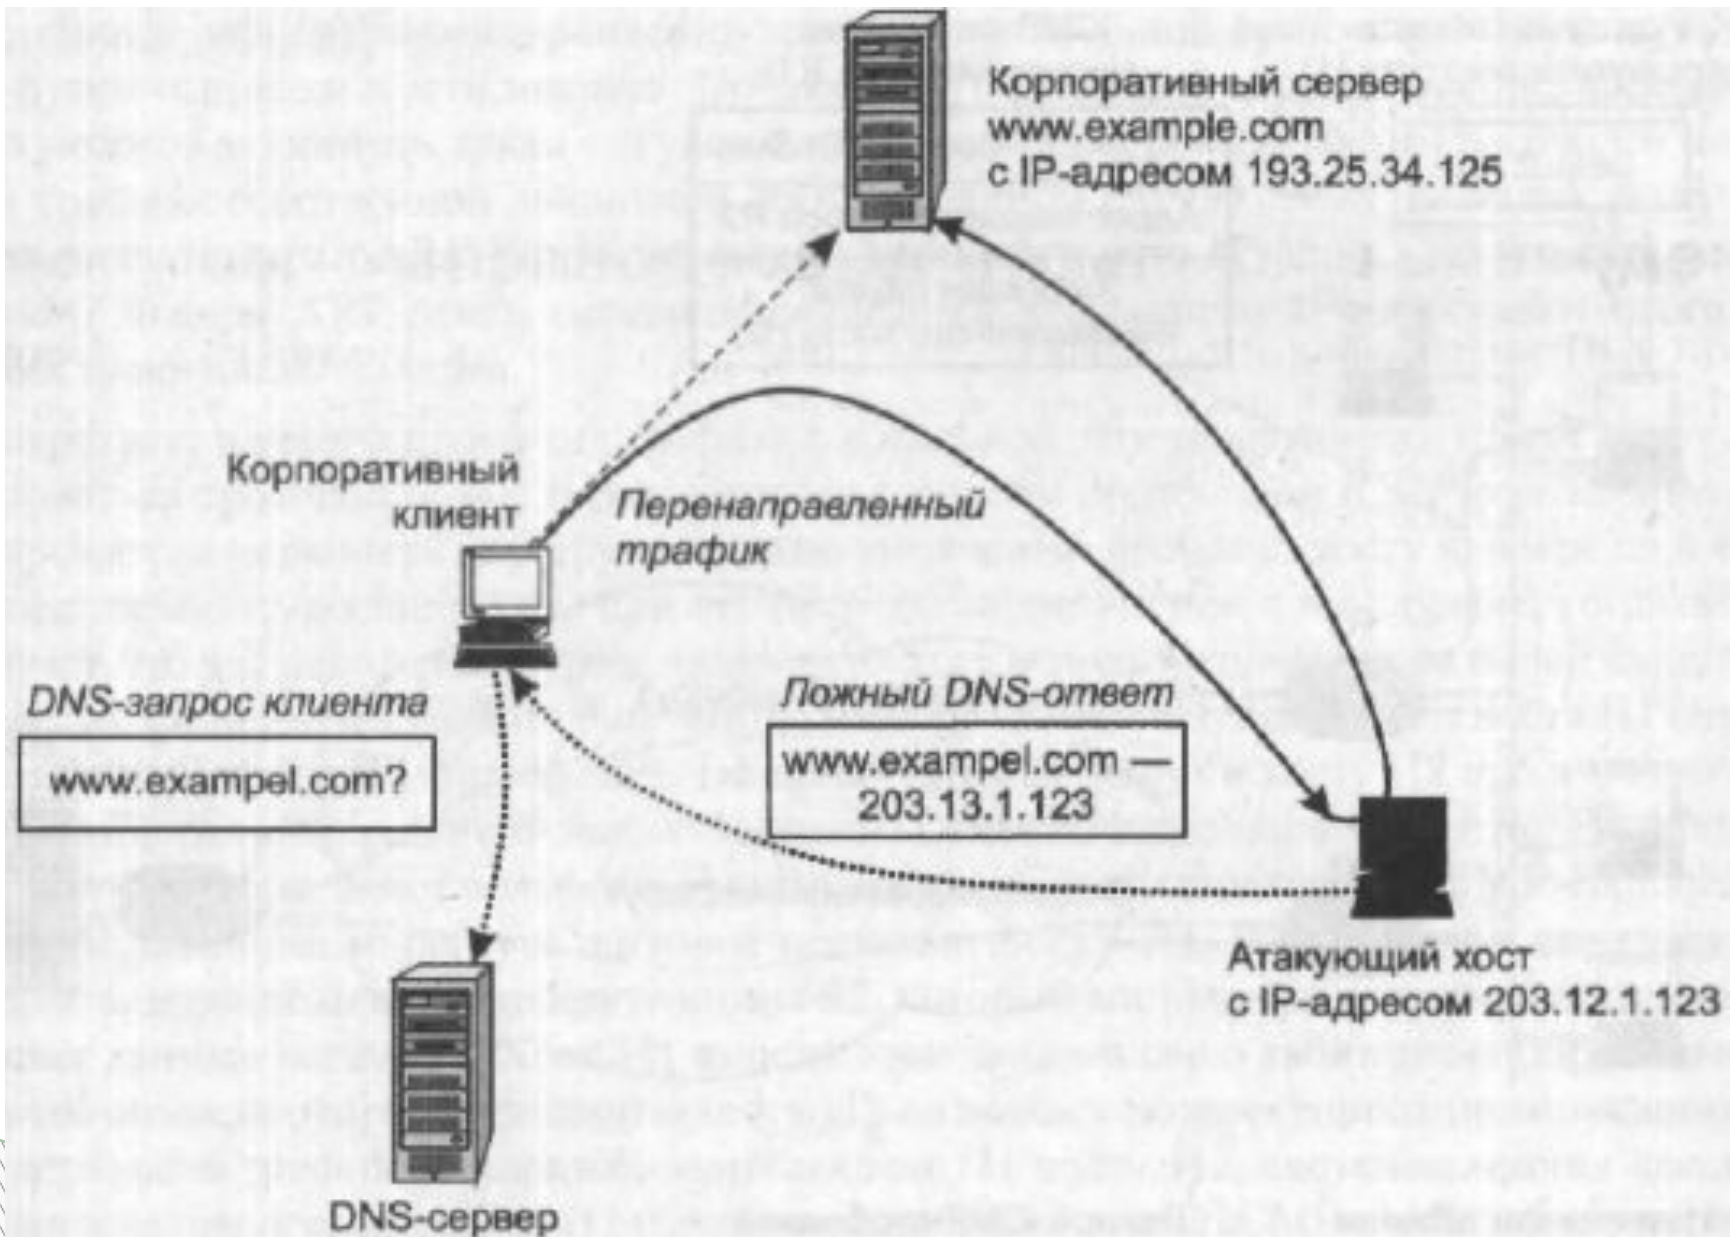 Корпоративный сервер
www.example.com
с IP-адресом 193.25.34.125
Корпоративный
клиент
Перенаправленный
трафик
DNS-запрос клиента
www.exampel.com?
Ложный DNS-ответ
www.exampel.com —
203.13.1.123
Атакующий хост
с IP-адресом 203.12.1.123
DNS-сервер